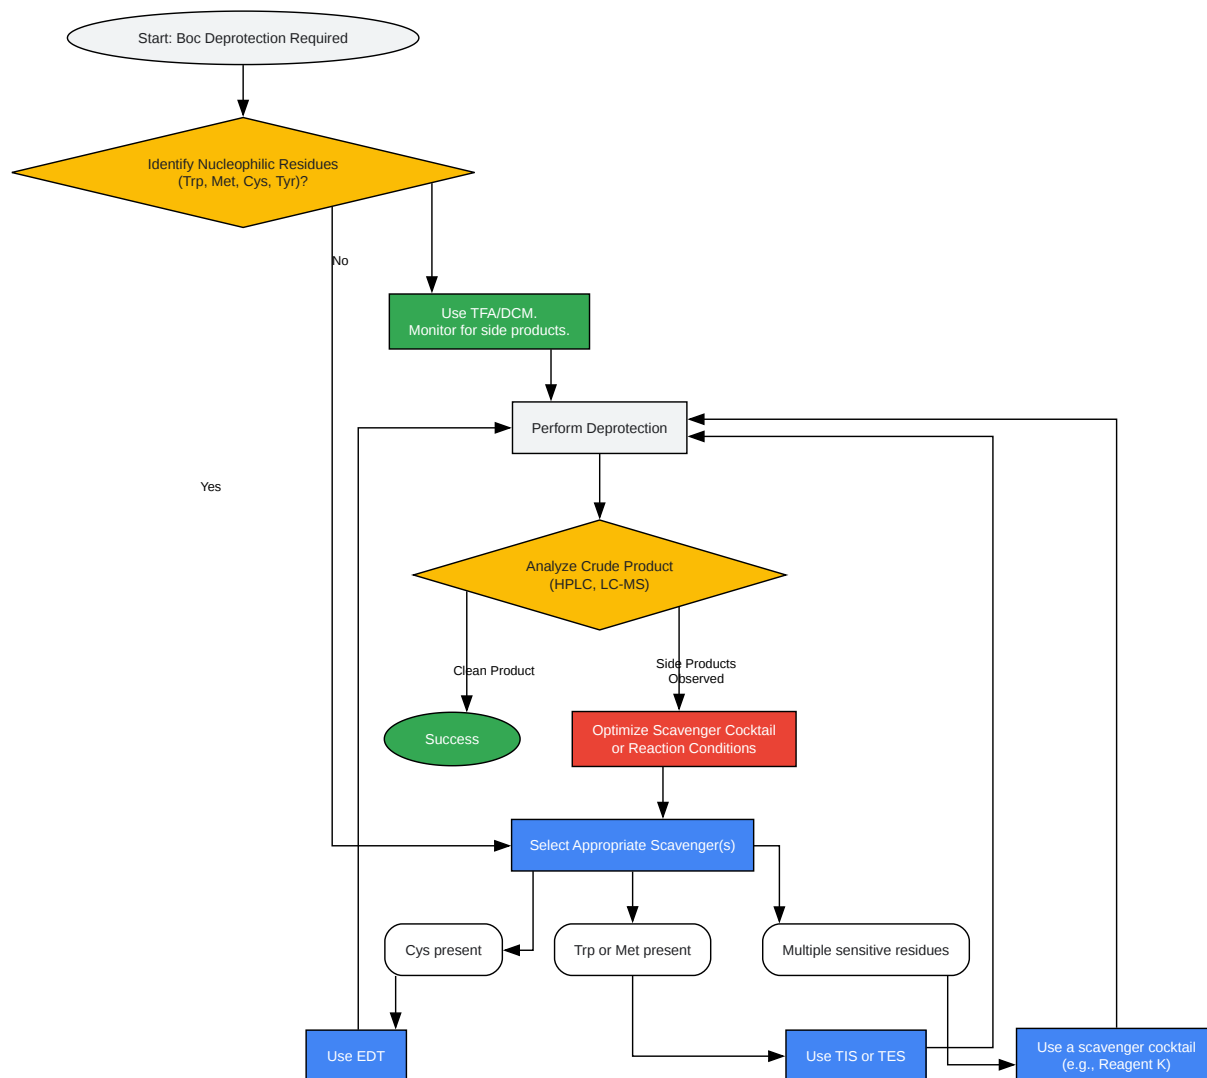 Start: Boc Deprotection Required
Identify Nucleophilic Residues
(Trp, Met, Cys, Tyr)?
No
Use TFA/DCM.
Monitor for side products.
Perform Deprotection
Yes
Analyze Crude Product
(HPLC, LC-MS)
Clean Product
Side Products
Observed
Success
Optimize Scavenger Cocktail
or Reaction Conditions
Select Appropriate Scavenger(s)
Cys present
Trp or Met present
Multiple sensitive residues
Use EDT
Use TIS or TES
Use a scavenger cocktail
(e.g., Reagent K)